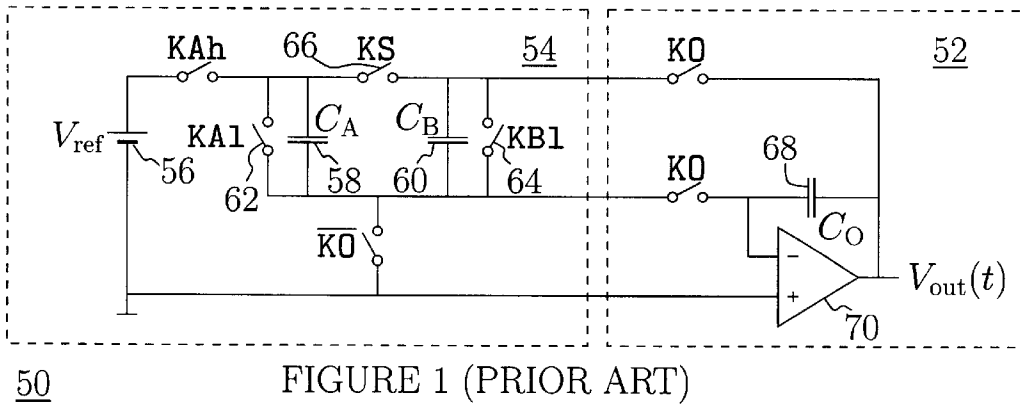 KAh
66
KS
54
KO
52
Vref
56
KA1
62
CA
58
CB
60
KB1
64
KO
68
CO
KO
−
+
70
Vout(t)
50
FIGURE 1 (PRIOR ART)